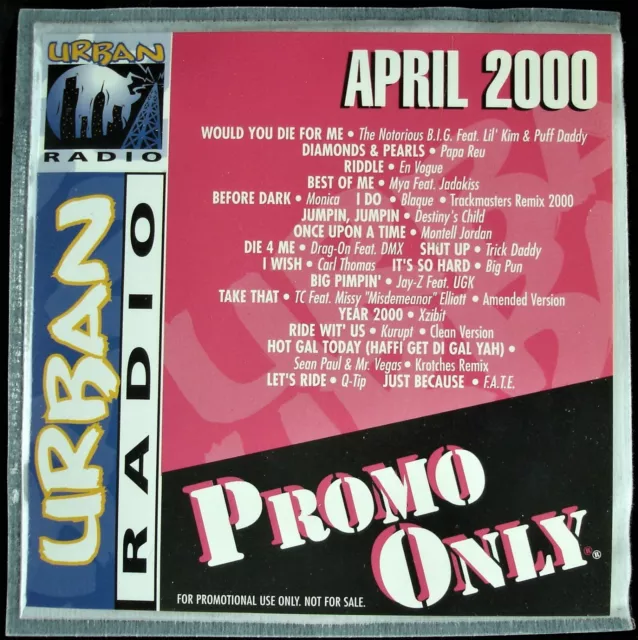 URBAN
RADIO
URBAN
RADIO
APRIL 2000
WOULD YOU DIE FOR ME • The Notorious B.I.G. Feat. Lil' Kim & Puff Daddy
DIAMONDS & PEARLS • Papa Reu
RIDDLE • En Vogue
BEST OF ME • Mya Feat. Jadakiss
BEFORE DARK • Monica I DO • Blaque • Trackmasters Remix 2000
JUMPIN, JUMPIN • Destiny's Child
ONCE UPON A TIME • Montell Jordan
DIE 4 ME • Drag-On Feat. DMX SHUT UP • Trick Daddy
I WISH • Carl Thomas IT'S SO HARD • Big Pun
BIG PIMPIN' • Jay-Z Feat. UGK
TAKE THAT • TC Feat. Missy "Misdemeanor" Elliott • Amended Version
YEAR 2000 • Xzibit
RIDE WIT' US • Kurupt • Clean Version
HOT GAL TODAY (HAFFI GET DI GAL YAH) •
Sean Paul & Mr. Vegas • Krotches Remix
LET'S RIDE • Q-Tip JUST BECAUSE • F.A.T.E.
PROMO
ONLY®
FOR PROMOTIONAL USE ONLY. NOT FOR SALE.